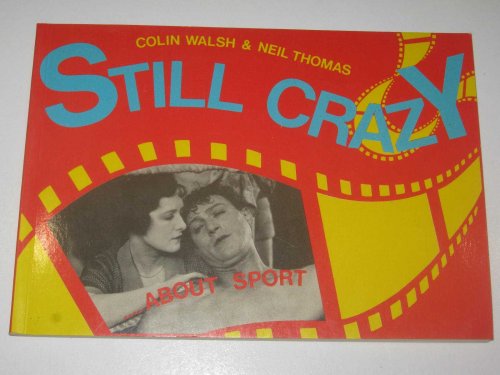 COLIN WALSH & NEIL THOMAS
STILL CRAZY
...ABOUT SPORT